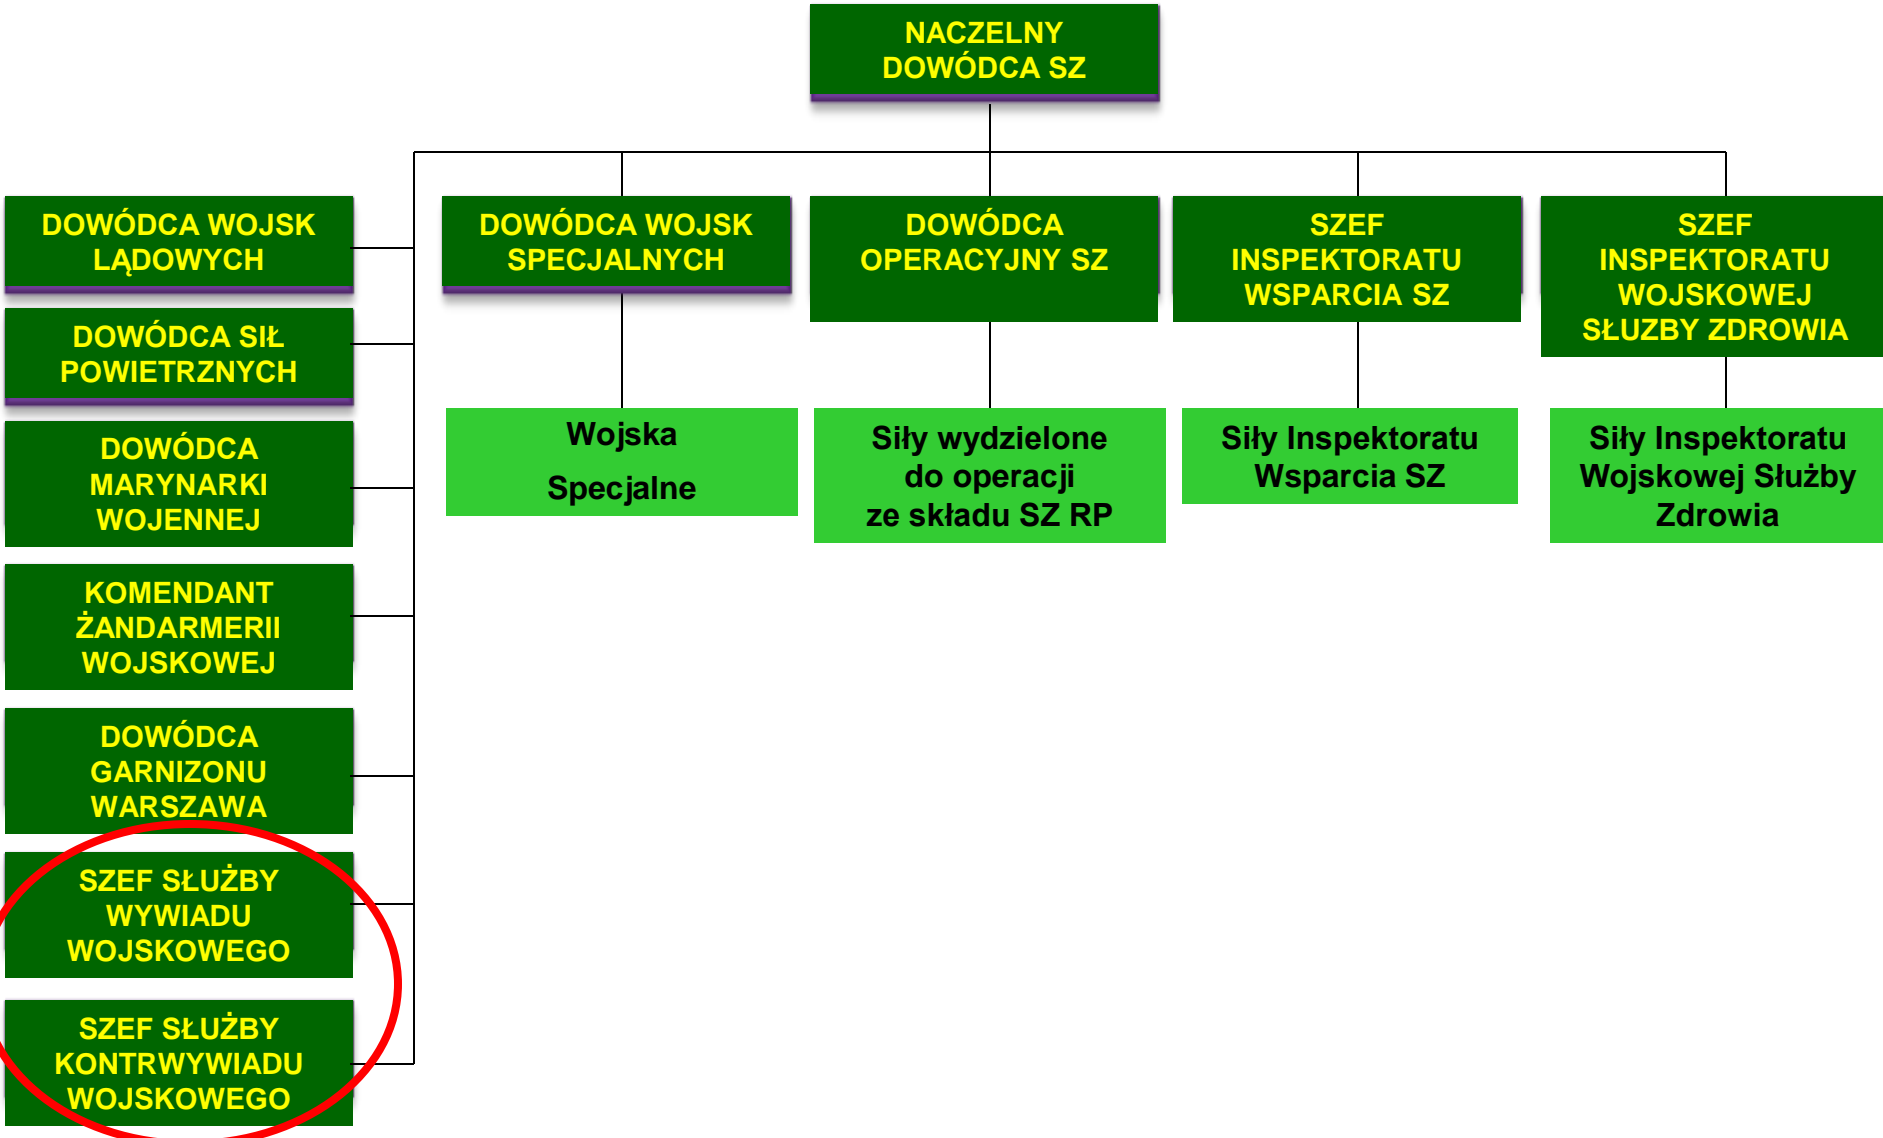 NACZELNY
DOWÓDCA SZ
DOWÓDCA WOJSK
LĄDOWYCH
DOWÓDCA SIŁ
POWIETRZNYCH
DOWÓDCA
MARYNARKI
WOJENNEJ
KOMENDANT
ŻANDARMERII
WOJSKOWEJ
DOWÓDCA
GARNIZONU
WARSZAWA
SZEF SŁUŻBY
WYWIADU
WOJSKOWEGO
SZEF SŁUŻBY
KONTRWYWIADU
WOJSKOWEGO
DOWÓDCA WOJSK
SPECJALNYCH
Wojska
Specjalne
DOWÓDCA
OPERACYJNY SZ
Siły wydzielone
do operacji
ze składu SZ RP
SZEF
INSPEKTORATU
WSPARCIA SZ
Siły Inspektoratu
Wsparcia SZ
SZEF
INSPEKTORATU
WOJSKOWEJ
SŁUZBY ZDROWIA
Siły Inspektoratu
Wojskowej Służby
Zdrowia